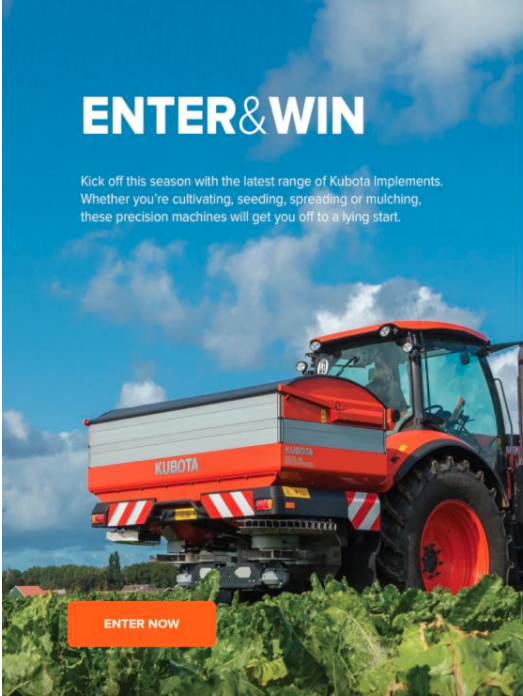 ENTER&WIN
Kick off this season with the latest range of Kubota Implements.
Whether you're cultivating, seeding, spreading or mulching,
these precision machines will get you off to a lying start.
KUBOTA
KUBOTA
ENTER NOW